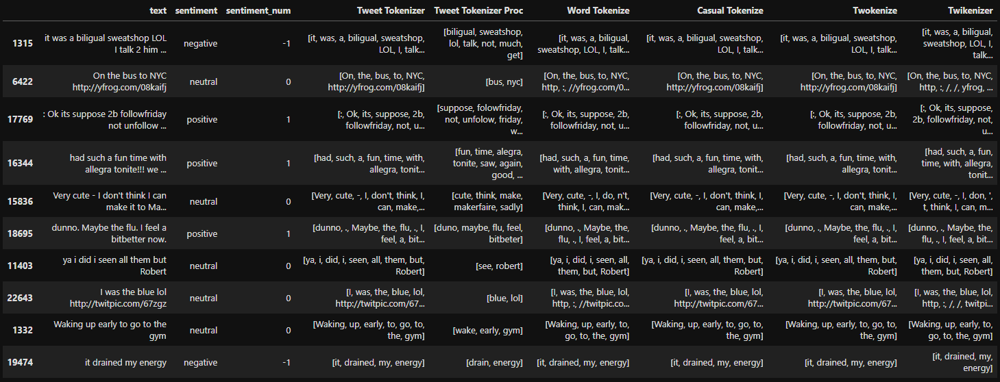 text sentiment sentiment_num Tweet Tokenizer Tweet Tokenizer Proc Word Tokenize Casual Tokenize Twokenize Twikenizer
1315 it was a biligual sweatshop LOL I talk 2 him ... negative -1 [it, was, a, biligual, sweatshop, LOL, I, talk... [biligual, sweatshop, lol, talk, not, much, get] [it, was, a, biligual, sweatshop, LOL, I, talk... [it, was, a, biligual, sweatshop, LOL, I, talk... [it, was, a, biligual, sweatshop, LOL, I, talk... [it, was, a, biligual, sweatshop, LOL, I, talk...
6422 On the bus to NYC http://yfrog.com/08kaifj neutral 0 [On, the, bus, to, NYC, http://yfrog.com/08kaifj] [bus, nyc] [On, the, bus, to, NYC, http, :, //yfrog.com/0... [On, the, bus, to, NYC, http://yfrog.com/08kaifj] [On, the, bus, to, NYC, http://yfrog.com/08kaifj] [On, the, bus, to, NYC, http, :, /, /, yfrog, ...
17769 : Ok its suppose 2b followfriday not unfollow ... positive 1 [:, Ok, its, suppose, 2b, followfriday, not, u... [suppose, folowfriday, not, unfolow, friday, w... [:, Ok, its, suppose, 2b, followfriday, not, u... [:, Ok, its, suppose, 2b, followfriday, not, u... [:, Ok, its, suppose, 2b, followfriday, not, u... [:, Ok, its, suppose, 2b, followfriday, not, u...
16344 had such a fun time with allegra tonite!!! we ... positive 1 [had, such, a, fun, time, with, allegra, tonit... [fun, time, alegra, tonite, saw, again, good, ... [had, such, a, fun, time, with, allegra, tonit... [had, such, a, fun, time, with, allegra, tonit... [had, such, a, fun, time, with, allegra, tonit... [had, such, a, fun, time, with, allegra, tonit...
15836 Very cute - I don't think I can make it to Ma... neutral 0 [Very, cute, -, I, don't, think, I, can, make,... [cute, think, make, makerfaire, sadly] [Very, cute, -, I, do, n't, think, I, can, mak... [Very, cute, -, I, don't, think, I, can, make,... [Very, cute, -, I, don't, think, I, can, make,... [Very, cute, -, I, don, ', t, think, I, can, m...
18695 dunno. Maybe the flu. I feel a bitbetter now. positive 1 [dunno, ., Maybe, the, flu, ., I, feel, a, bit... [duno, maybe, flu, feel, bitbeter] [dunno, ., Maybe, the, flu, ., I, feel, a, bit... [dunno, ., Maybe, the, flu, ., I, feel, a, bit... [dunno, ., Maybe, the, flu, ., I, feel, a, bit... [dunno, ., Maybe, the, flu, ., I, feel, a, bit...
11403 ya i did i seen all them but Robert neutral 0 [ya, i, did, i, seen, all, them, but, Robert] [see, robert] [ya, i, did, i, seen, all, them, but, Robert] [ya, i, did, i, seen, all, them, but, Robert] [ya, i, did, i, seen, all, them, but, Robert] [ya, i, did, i, seen, all, them, but, Robert]
22643 I was the blue lol http://twitpic.com/67zgz neutral 0 [I, was, the, blue, lol, http://twitpic.com/67... [blue, lol] [I, was, the, blue, lol, http, :, //twitpic.co... [I, was, the, blue, lol, http://twitpic.com/67... [I, was, the, blue, lol, http://twitpic.com/67... [I, was, the, blue, lol, http, :, /, /, twitpi...
1332 Waking up early to go to the gym neutral 0 [Waking, up, early, to, go, to, the, gym] [wake, early, gym] [Waking, up, early, to, go, to, the, gym] [Waking, up, early, to, go, to, the, gym] [Waking, up, early, to, go, to, the, gym] [Waking, up, early, to, go, to, the, gym]
19474 it drained my energy negative -1 [it, drained, my, energy] [drain, energy] [it, drained, my, energy] [it, drained, my, energy] [it, drained, my, energy] [it, drained, my, energy]